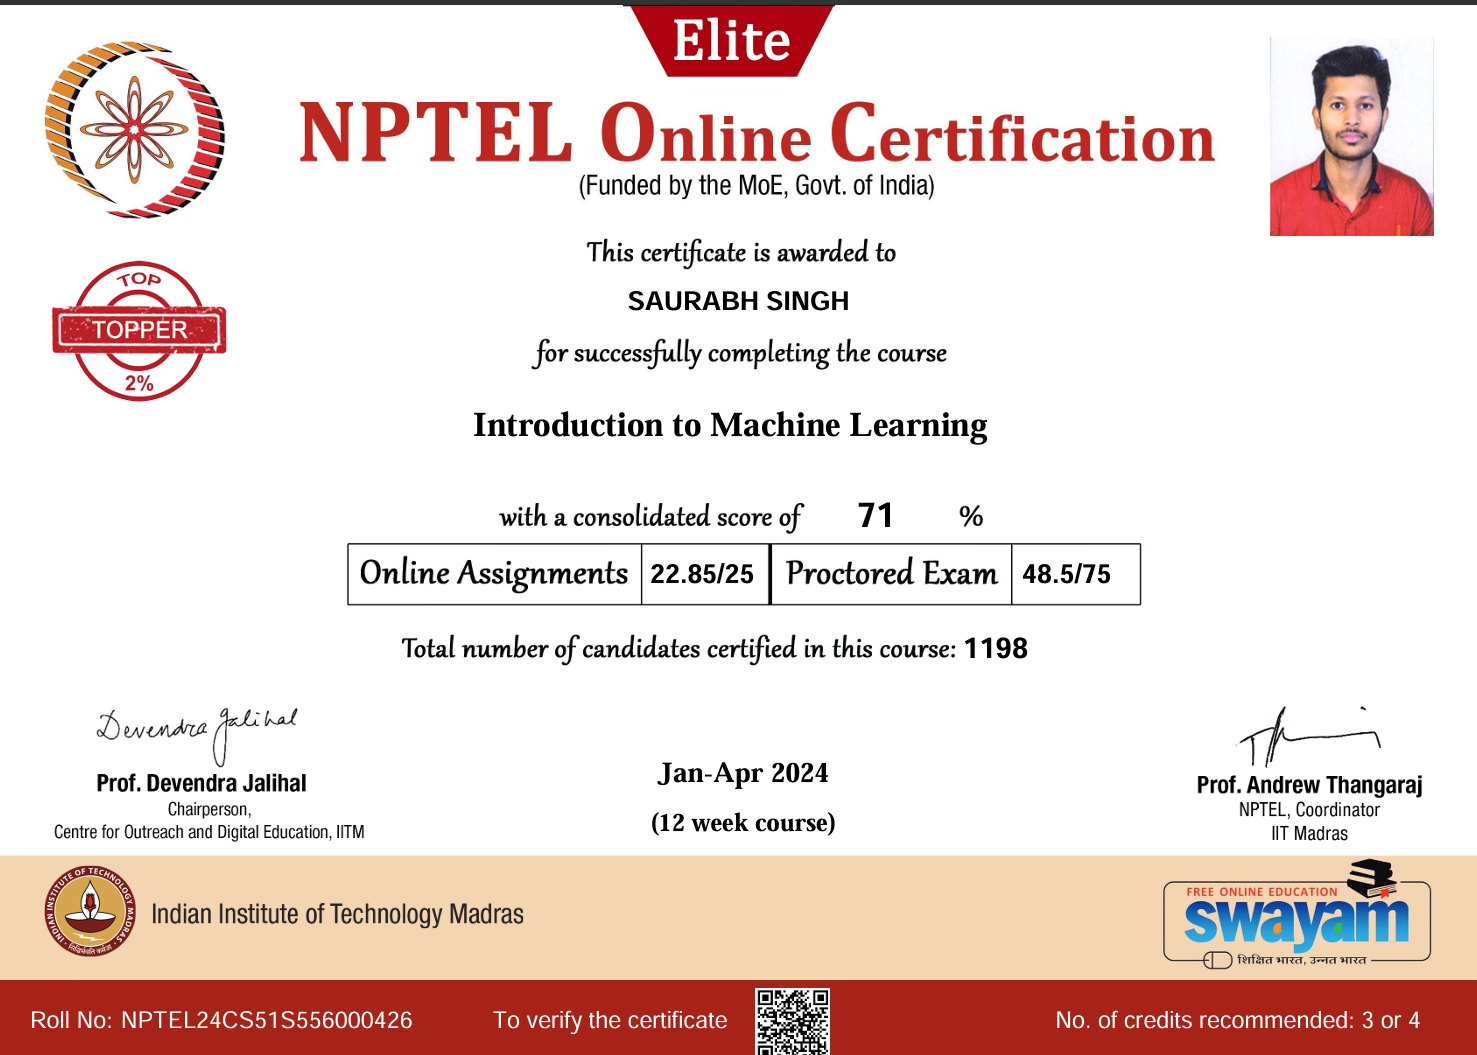 Elite
NPTEL Online Certification
(Funded by the MoE, Govt. of India)
This certificate is awarded to
SAURABH SINGH
TOP
TOPPER
2%
for successfully completing the course
Introduction to Machine Learning
with a consolidated score of 71 %
Online Assignments 22.85/25 Proctored Exam 48.5/75
Total number of candidates certified in this course: 1198
Devendra Jalihal
Prof. Devendra Jalihal
Chairperson,
Centre for Outreach and Digital Education, IITM
Jan-Apr 2024
(12 week course)
Prof. Andrew Thangaraj
NPTEL, Coordinator
IIT Madras
INDIAN INSTITUTE OF TECHNOLOGY MADRAS
Indian Institute of Technology Madras
FREE ONLINE EDUCATION
swayam
शिक्षित भारत, उन्नत भारत
Roll No: NPTEL24CS51S556000426
To verify the certificate
No. of credits recommended: 3 or 4